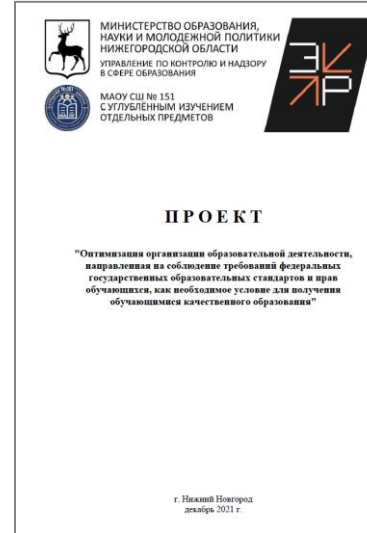 МИНИСТЕРСТВО ОБРАЗОВАНИЯ,
НАУКИ И МОЛОДЕЖНОЙ ПОЛИТИКИ
НИЖЕГОРОДСКОЙ ОБЛАСТИ
УПРАВЛЕНИЕ ПО КОНТРОЛЮ И НАДЗОРУ
В СФЕРЕ ОБРАЗОВАНИЯ
МАОУ СШ № 151
С УГЛУБЛЁННЫМ ИЗУЧЕНИЕМ
ОТДЕЛЬНЫХ ПРЕДМЕТОВ
ПРОЕКТ
"Оптимизация организации образовательной деятельности,
направленная на соблюдение требований федеральных
государственных образовательных стандартов и прав
обучающихся, как необходимое условие для получения
обучающимися качественного образования"
г. Нижний Новгород
декабрь 2021 г.